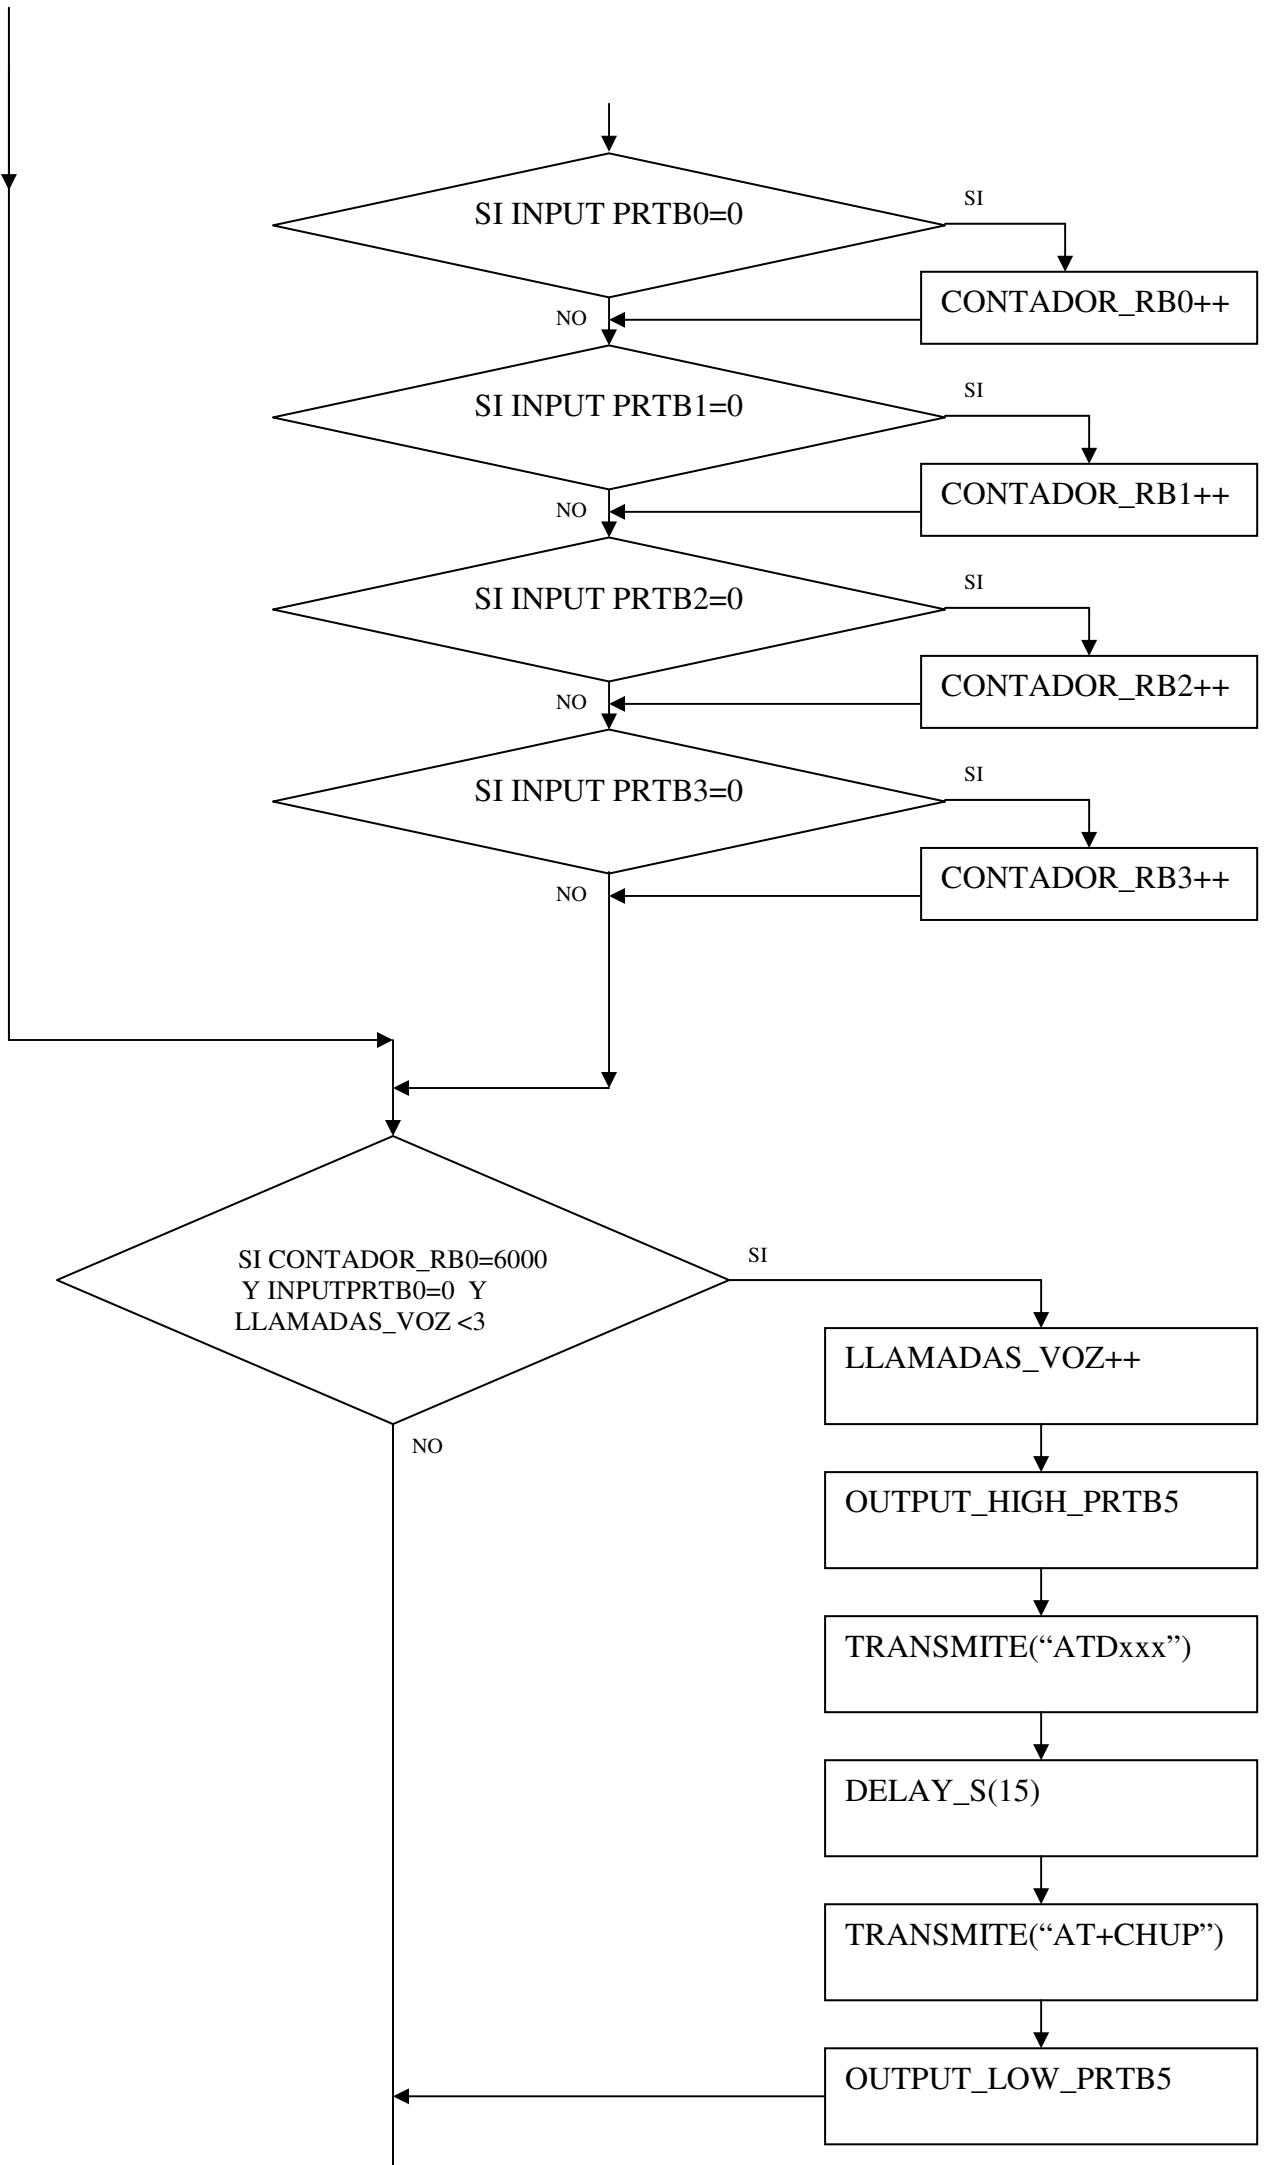 SI INPUT PRTB0=0
SI
CONTADOR_RB0++
NO
SI INPUT PRTB1=0
SI
CONTADOR_RB1++
NO
SI INPUT PRTB2=0
SI
CONTADOR_RB2++
NO
SI INPUT PRTB3=0
SI
CONTADOR_RB3++
NO
SI CONTADOR_RB0=6000
Y INPUTPRTB0=0 Y
LLAMADAS_VOZ <3
SI
LLAMADAS_VOZ++
NO
OUTPUT_HIGH_PRTB5
TRANSMITE(“ATDxxx”)
DELAY_S(15)
TRANSMITE(“AT+CHUP”)
OUTPUT_LOW_PRTB5